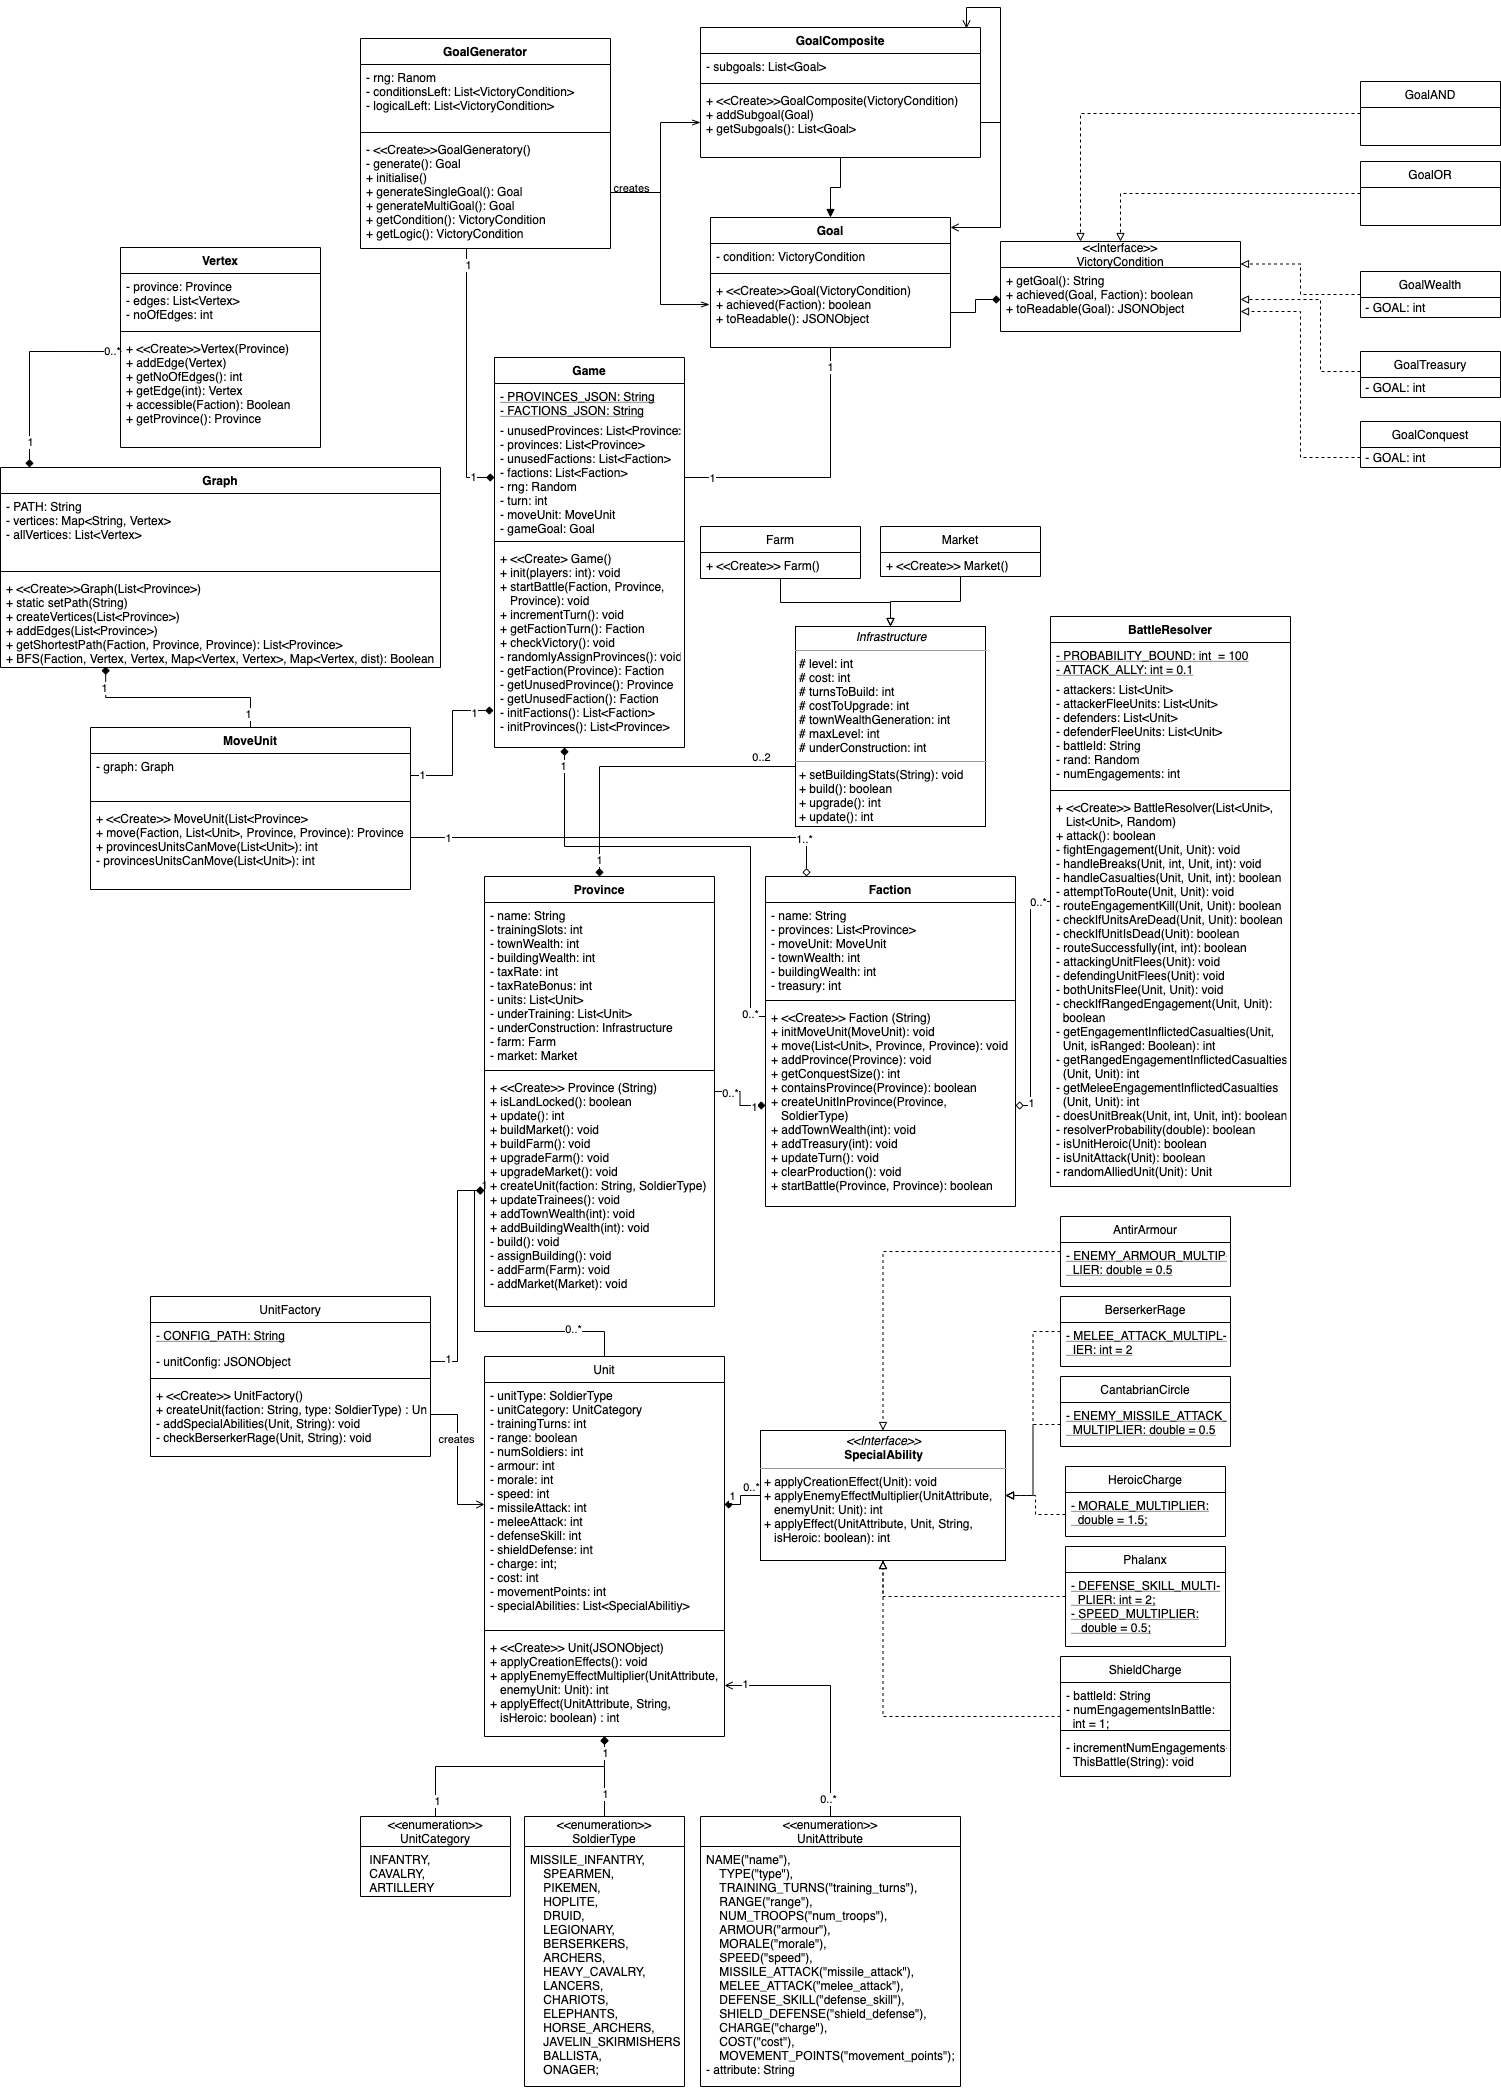 GoalGenerator
- rng: Ranom
- conditionsLeft: List<VictoryCondition>
- logicalLeft: List<VictoryCondition>
- <<Create>>GoalGeneratory()
- generate(): Goal
+ initialise()
+ generateSingleGoal(): Goal
+ generateMultiGoal(): Goal
+ getCondition(): VictoryCondition
+ getLogic(): VictoryCondition
creates
1
GoalComposite
- subgoals: List<Goal>
+ <<Create>>GoalComposite(VictoryCondition)
+ addSubgoal(Goal)
+ getSubgoals(): List<Goal>
Goal
- condition: VictoryCondition
+ <<Create>>Goal(VictoryCondition)
+ achieved(Faction): boolean
+ toReadable(): JSONObject
1
<<Interface>>
VictoryCondition
+ getGoal(): String
+ achieved(Goal, Faction): boolean
+ toReadable(Goal): JSONObject
GoalAND
GoalOR
GoalWealth
- GOAL: int
GoalTreasury
- GOAL: int
GoalConquest
- GOAL: int
Vertex
- province: Province
- edges: List<Vertex>
- noOfEdges: int
+ <<Create>>Vertex(Province)
+ addEdge(Vertex)
+ getNoOfEdges(): int
+ getEdge(int): Vertex
+ accessible(Faction): Boolean
+ getProvince(): Province
0..*
1
Graph
- PATH: String
- vertices: Map<String, Vertex>
- allVertices: List<Vertex>
+ <<Create>>Graph(List<Province>)
+ static setPath(String)
+ createVertices(List<Province>)
+ addEdges(List<Province>)
+ getShortestPath(Faction, Province, Province): List<Province>
+ BFS(Faction, Vertex, Vertex, Map<Vertex, Vertex>, Map<Vertex, dist): Boolean
1
1
MoveUnit
- graph: Graph
+ <<Create>> MoveUnit(List<Province>
+ move(Faction, List<Unit>, Province, Province): Province
+ provincesUnitsCanMove(List<Unit>): int
- provincesUnitsCanMove(List<Unit>): int
1
1
1
1..*
Game
- PROVINCES_JSON: String
- FACTIONS_JSON: String
- unusedProvinces: List<Province>
- provinces: List<Province>
- unusedFactions: List<Faction>
- factions: List<Faction>
- rng: Random
- turn: int
- moveUnit: MoveUnit
- gameGoal: Goal
+ <<Create> Game()
+ init(players: int): void
+ startBattle(Faction, Province,
Province): void
+ incrementTurn(): void
+ getFactionTurn(): Faction
+ checkVictory(): void
- randomlyAssignProvinces(): void
- getFaction(Province): Faction
- getUnusedProvince(): Province
- getUnusedFaction(): Faction
- initFactions(): List<Faction>
- initProvinces(): List<Province>
1
1
1
Farm
+ <<Create>> Farm()
Market
+ <<Create>> Market()
Infrastructure
# level: int
# cost: int
# turnsToBuild: int
# costToUpgrade: int
# townWealthGeneration: int
# maxLevel: int
# underConstruction: int
+ setBuildingStats(String): void
+ build(): boolean
+ upgrade(): int
+ update(): int
0..2
1
BattleResolver
- PROBABILITY_BOUND: int = 100
- ATTACK_ALLY: int = 0.1
- attackers: List<Unit>
- attackerFleeUnits: List<Unit>
- defenders: List<Unit>
- defenderFleeUnits: List<Unit>
- battleId: String
- rand: Random
- numEngagements: int
+ <<Create>> BattleResolver(List<Unit>,
List<Unit>, Random)
+ attack(): boolean
- fightEngagement(Unit, Unit): void
- handleBreaks(Unit, int, Unit, int): void
- handleCasualties(Unit, Unit, int): boolean
- attemptToRoute(Unit, Unit): void
- routeEngagementKill(Unit, Unit): boolean
- checkIfUnitsAreDead(Unit, Unit): boolean
- checkIfUnitIsDead(Unit): boolean
- routeSuccessfully(int, int): boolean
- attackingUnitFlees(Unit): void
- defendingUnitFlees(Unit): void
- bothUnitsFlee(Unit, Unit): void
- checkIfRangedEngagement(Unit, Unit):
boolean
- getEngagementInflictedCasualties(Unit,
Unit, isRanged: Boolean): int
- getRangedEngagementInflictedCasualties
(Unit, Unit): int
- getMeleeEngagementInflictedCasualties
(Unit, Unit): int
- doesUnitBreak(Unit, int, Unit, int): boolean
- resolverProbability(double): boolean
- isUnitHeroic(Unit): boolean
- isUnitAttack(Unit): boolean
- randomAlliedUnit(Unit): Unit
0..*
1
Province
- name: String
- trainingSlots: int
- townWealth: int
- buildingWealth: int
- taxRate: int
- taxRateBonus: int
- units: List<Unit>
- underTraining: List<Unit>
- underConstruction: Infrastructure
- farm: Farm
- market: Market
+ <<Create>> Province (String)
+ isLandLocked(): boolean
+ update(): int
+ buildMarket(): void
+ buildFarm(): void
+ upgradeFarm(): void
+ upgradeMarket(): void
+ createUnit(faction: String, SoldierType)
+ updateTrainees(): void
+ addTownWealth(int): void
+ addBuildingWealth(int): void
- build(): void
- assignBuilding(): void
- addFarm(Farm): void
- addMarket(Market): void
0..*
1
Faction
- name: String
- provinces: List<Province>
- moveUnit: MoveUnit
- townWealth: int
- buildingWealth: int
- treasury: int
+ <<Create>> Faction (String)
+ initMoveUnit(MoveUnit): void
+ move(List<Unit>, Province, Province): void
+ addProvince(Province): void
+ getConquestSize(): int
+ containsProvince(Province): boolean
+ createUnitInProvince(Province,
SoldierType)
+ addTownWealth(int): void
+ addTreasury(int): void
+ updateTurn(): void
+ clearProduction(): void
+ startBattle(Province, Province): boolean
0..*
UnitFactory
- CONFIG_PATH: String
- unitConfig: JSONObject
+ <<Create>> UnitFactory()
+ createUnit(faction: String, type: SoldierType) : Un
- addSpecialAbilities(Unit, String): void
- checkBerserkerRage(Unit, String): void
1
creates
0..*
Unit
- unitType: SoldierType
- unitCategory: UnitCategory
- trainingTurns: int
- range: boolean
- numSoldiers: int
- armour: int
- morale: int
- speed: int
- missileAttack: int
- meleeAttack: int
- defenseSkill: int
- shieldDefense: int
- charge: int;
- cost: int
- movementPoints: int
- specialAbilities: List<SpecialAbilitiy>
+ <<Create>> Unit(JSONObject)
+ applyCreationEffects(): void
+ applyEnemyEffectMultiplier(UnitAttribute,
enemyUnit: Unit): int
+ applyEffect(UnitAttribute, String,
isHeroic: boolean) : int
1
0..*
<<Interface>>
SpecialAbility
+ applyCreationEffect(Unit): void
+ applyEnemyEffectMultiplier(UnitAttribute,
enemyUnit: Unit): int
+ applyEffect(UnitAttribute, Unit, String,
isHeroic: boolean): int
AntirArmour
- ENEMY_ARMOUR_MULTIP-
LIER: double = 0.5
BerserkerRage
- MELEE_ATTACK_MULTIPL-
IER: int = 2
CantabrianCircle
- ENEMY_MISSILE_ATTACK_
MULTIPLIER: double = 0.5
HeroicCharge
- MORALE_MULTIPLIER:
double = 1.5;
Phalanx
- DEFENSE_SKILL_MULTI-
PLIER: int = 2;
- SPEED_MULTIPLIER:
double = 0.5;
ShieldCharge
- battleId: String
- numEngagementsInBattle:
int = 1;
- incrementNumEngagements-
ThisBattle(String): void
1
1
1
1
0..*
<<enumeration>>
UnitCategory
INFANTRY,
CAVALRY,
ARTILLERY
<<enumeration>>
SoldierType
MISSILE_INFANTRY,
SPEARMEN,
PIKEMEN,
HOPLITE,
DRUID,
LEGIONARY,
BERSERKERS,
ARCHERS,
HEAVY_CAVALRY,
LANCERS,
CHARIOTS,
ELEPHANTS,
HORSE_ARCHERS,
JAVELIN_SKIRMISHERS
BALLISTA,
ONAGER;
<<enumeration>>
UnitAttribute
NAME("name"),
TYPE("type"),
TRAINING_TURNS("training_turns"),
RANGE("range"),
NUM_TROOPS("num_troops"),
ARMOUR("armour"),
MORALE("morale"),
SPEED("speed"),
MISSILE_ATTACK("missile_attack"),
MELEE_ATTACK("melee_attack"),
DEFENSE_SKILL("defense_skill"),
SHIELD_DEFENSE("shield_defense"),
CHARGE("charge"),
COST("cost"),
MOVEMENT_POINTS("movement_points");
- attribute: String